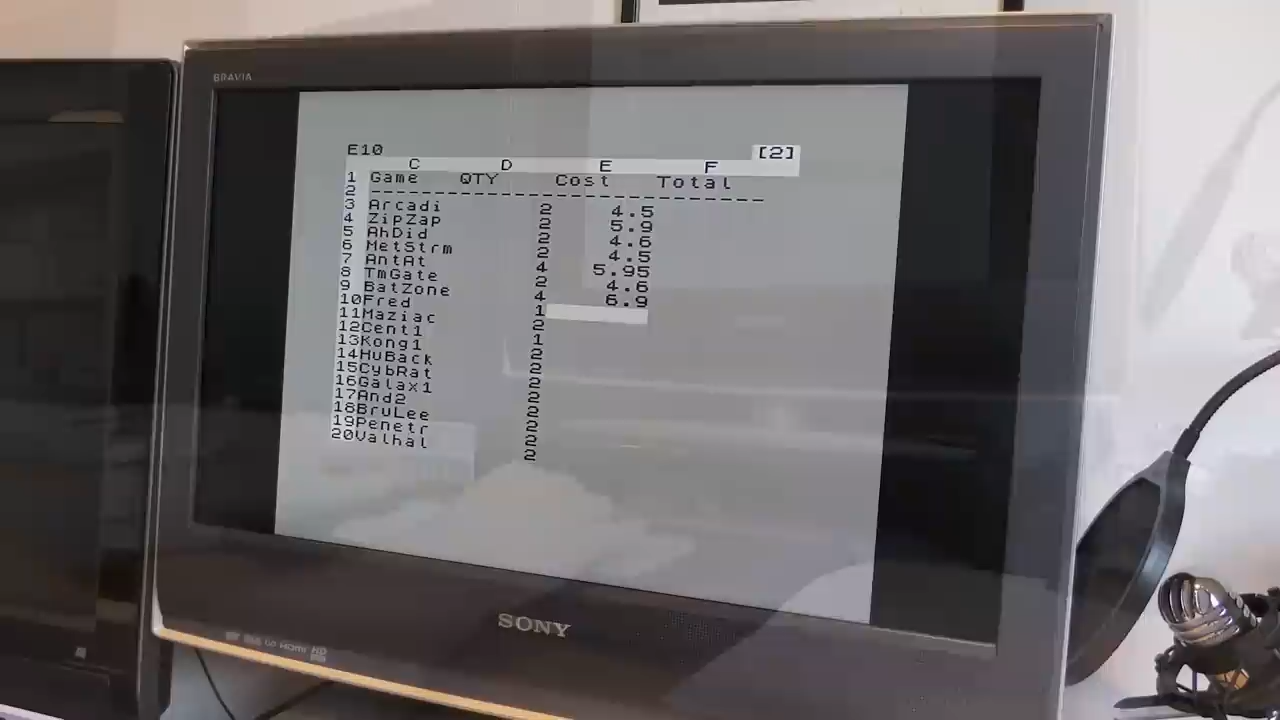 BRAVIA
E10 [2]
C D E F
1 Game QTY Cost Total
2 ----------------------------
3 Arcadi 2 4.5
4 ZipZap 2 5.9
5 AhDid 2 4.6
6 MetStrm 2 4.5
7 AntAt 4 5.95
8 TmGate 2 4.6
9 BatZone 4 6.9
10Fred 1
11Maziac 2
12Cent1 1
13Kong1 2
14HuBack 2
15CybRat 2
16Galax1 2
17And2 2
18BruLee 2
19Penetr 2
20Valhal 2
SONY
HDMI HD